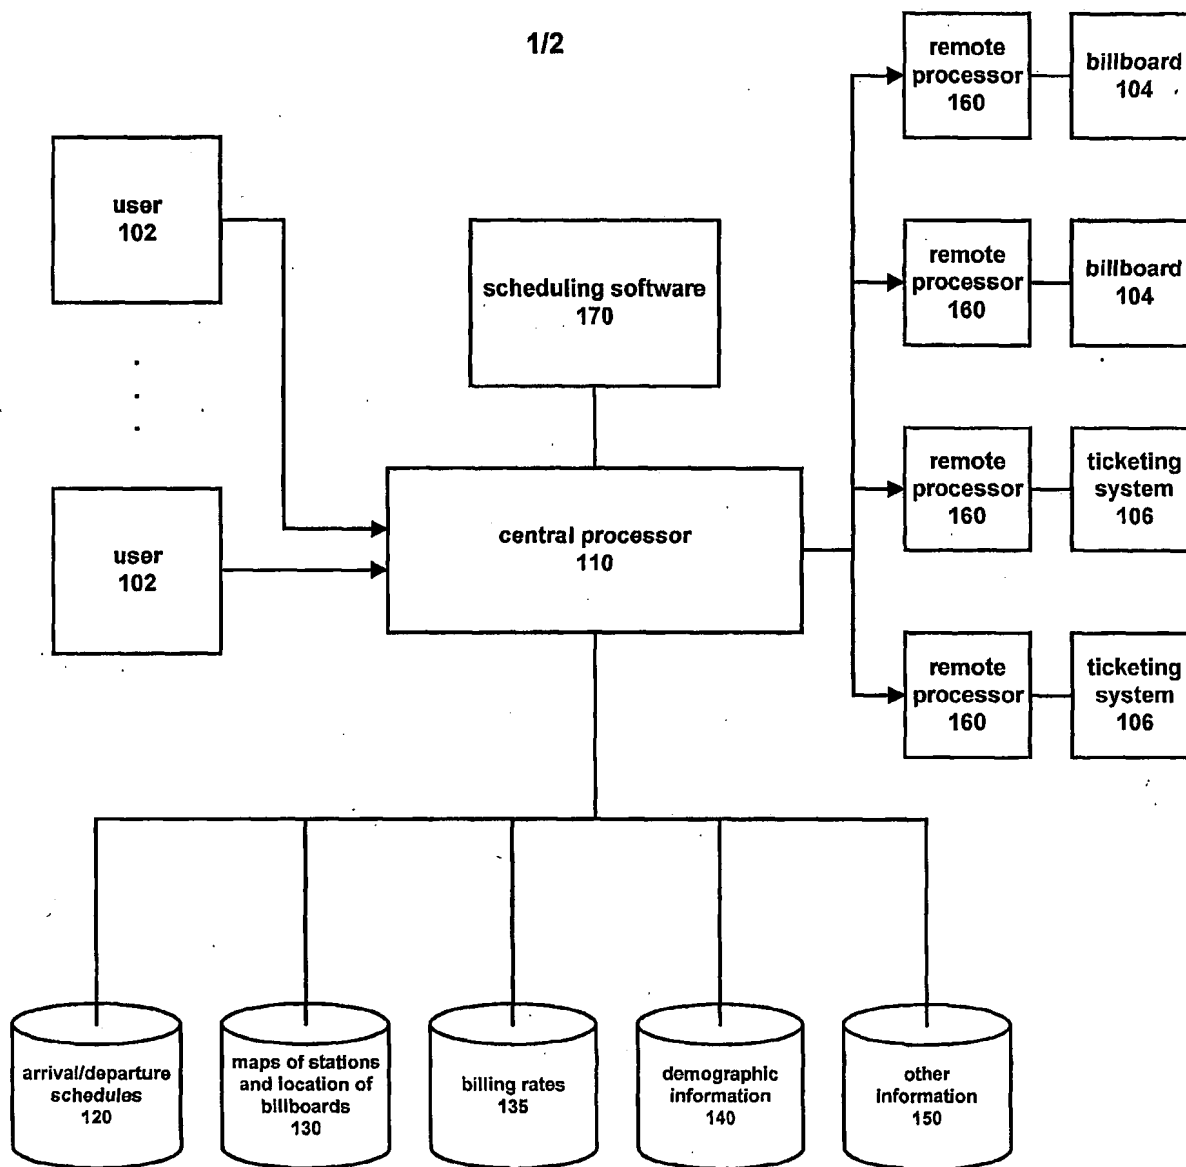 1/2
remote
processor
160
billboard
104
user
102
scheduling software
170
remote
processor
160
billboard
104
remote
processor
160
ticketing
system
106
central processor
110
user
102
remote
processor
160
ticketing
system
106
arrival/departure
schedules
120
maps of stations
and location of
billboards
130
billing rates
135
demographic
information
140
other
information
150